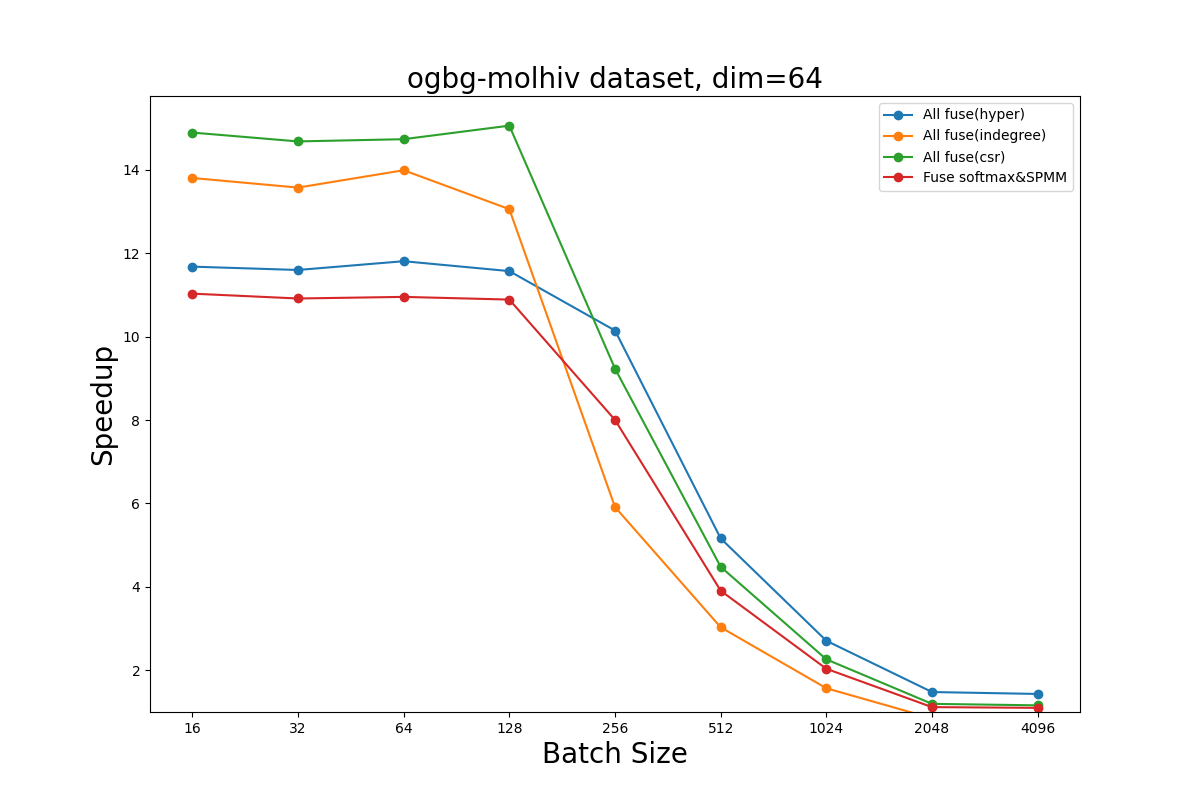 ogbg-molhiv dataset, dim=64
All fuse(hyper)
All fuse(indegree)
All fuse(csr)
Fuse softmax&SPMM
Speedup
14
12
10
8
6
4
2
16 32 64 128 256 512 1024 2048 4096
Batch Size